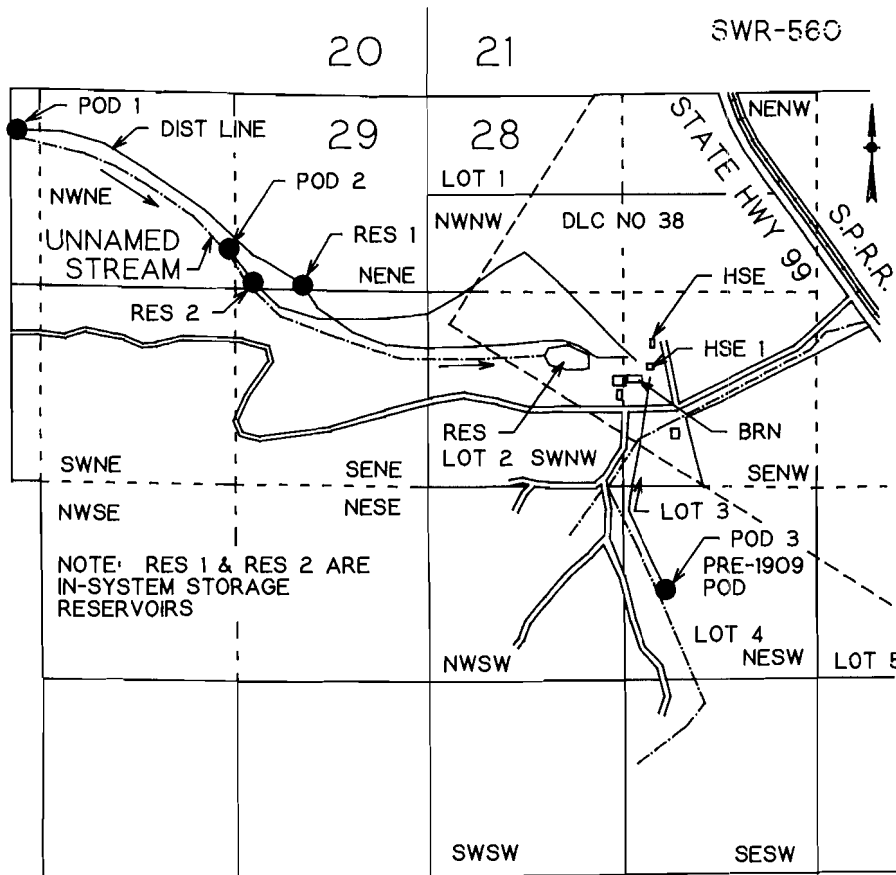 SWR-560
20
21
POD 1
DIST LINE
29
28
NENW
STATE HWY 99
S.P.R.R.
POD 2
LOT 1
NWNE
NWNW
DLC NO 38
RES 1
UNNAMED
STREAM
NENE
HSE
RES 2
HSE 1
RES
BRN
LOT 2
SWNW
SWNE
SENE
SENW
NWSE
NESE
LOT 3
POD 3
PRE-1909
POD
NOTE: RES 1 & RES 2 ARE
IN-SYSTEM STORAGE
RESERVOIRS
LOT 4
NWSW
NESW
LOT 5
SWSW
SESW